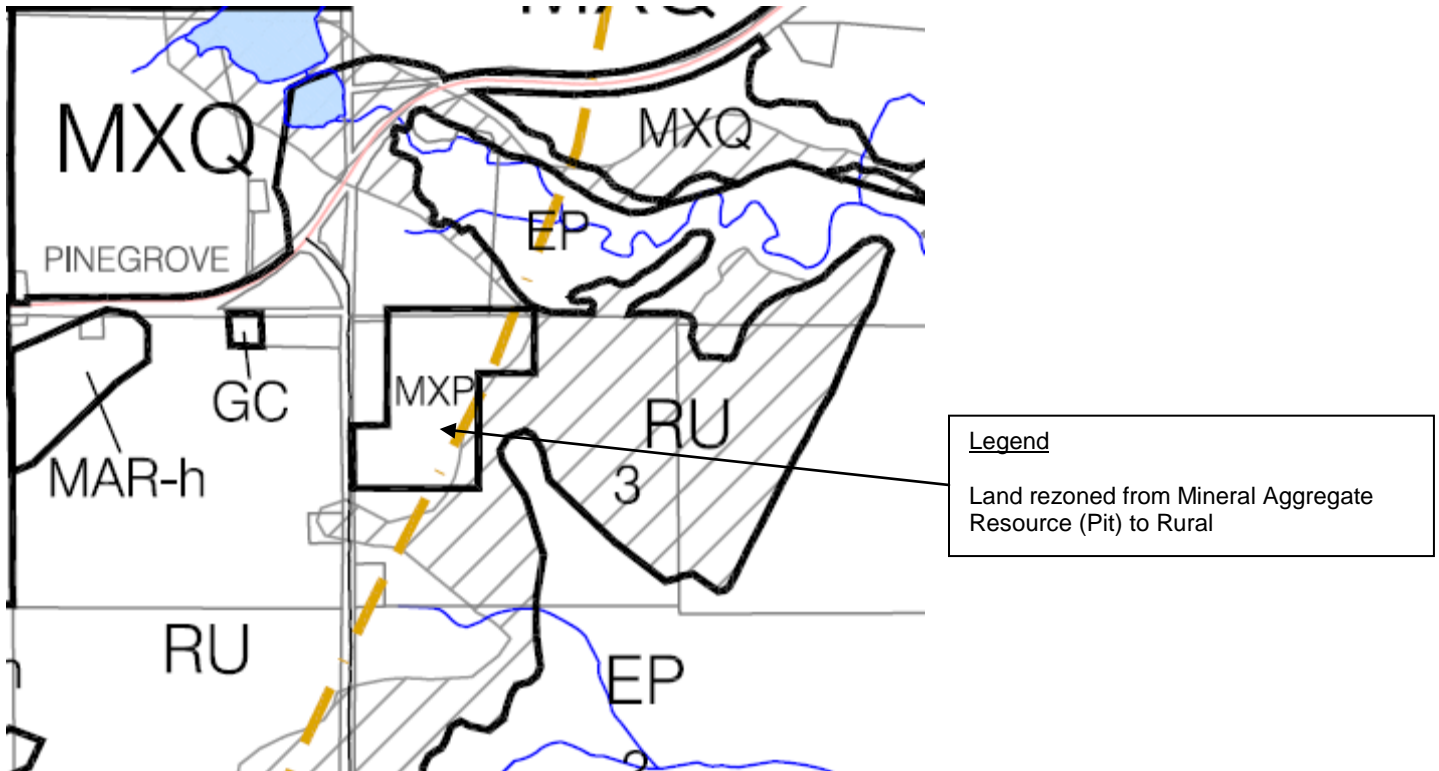 MXQ
MXQ
EP
PINEGROVE
MXP
GC
RU
MAR-h
3
Legend
Land rezoned from Mineral Aggregate
Resource (Pit) to Rural
RU
EP